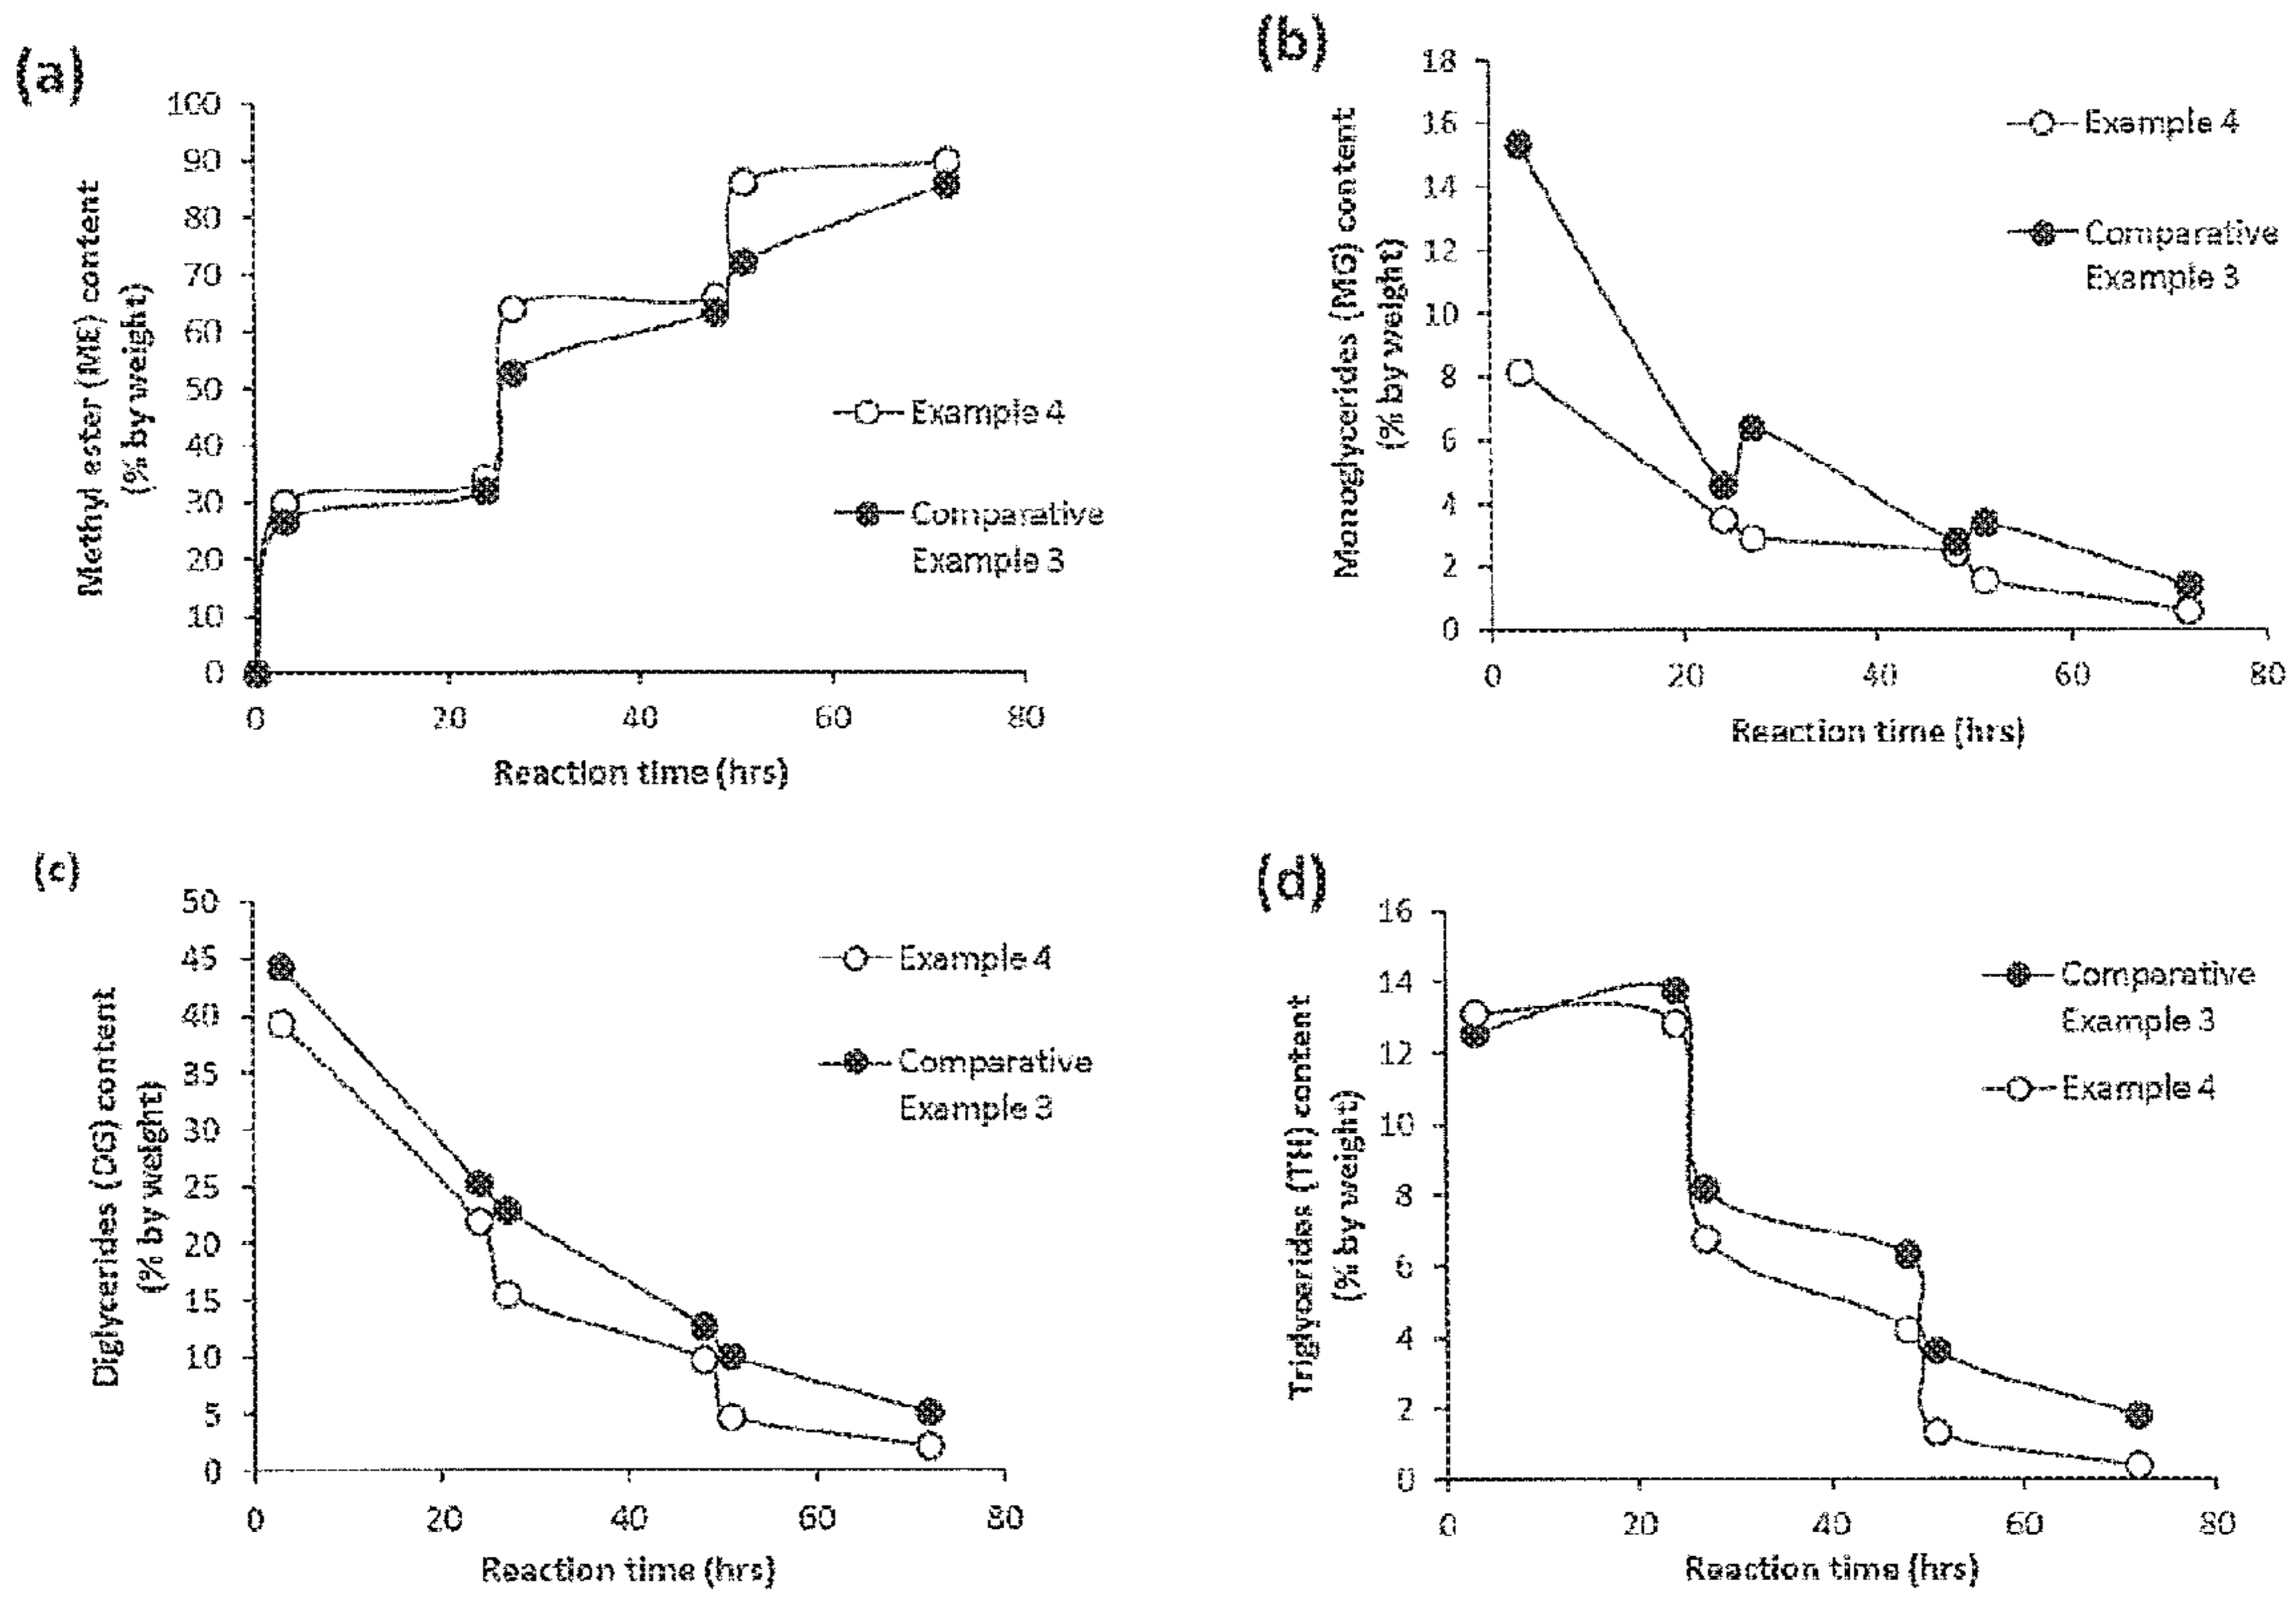 (a)
100
90
80
70
60
50
40
30
20
10
0
Methyl ester (ME) content
(% by weight)
Example 4
Comparative
Example 3
0 20 40 60 80
Reaction time (hrs)
(b)
18
16
14
12
10
8
6
4
2
0
Monoglycerides (MG) content
(% by weight)
Example 4
Comparative
Example 3
0 20 40 60 80
Reaction time (hrs)
(c)
50
45
40
35
30
25
20
15
10
5
0
Diglycerides (DG) content
(% by weight)
Example 4
Comparative
Example 3
0 20 40 60 80
Reaction time (hrs)
(d)
16
14
12
10
8
6
4
2
0
Triglycerides (TH) content
(% by weight)
Comparative
Example 3
Example 4
0 20 40 60 80
Reaction time (hrs)